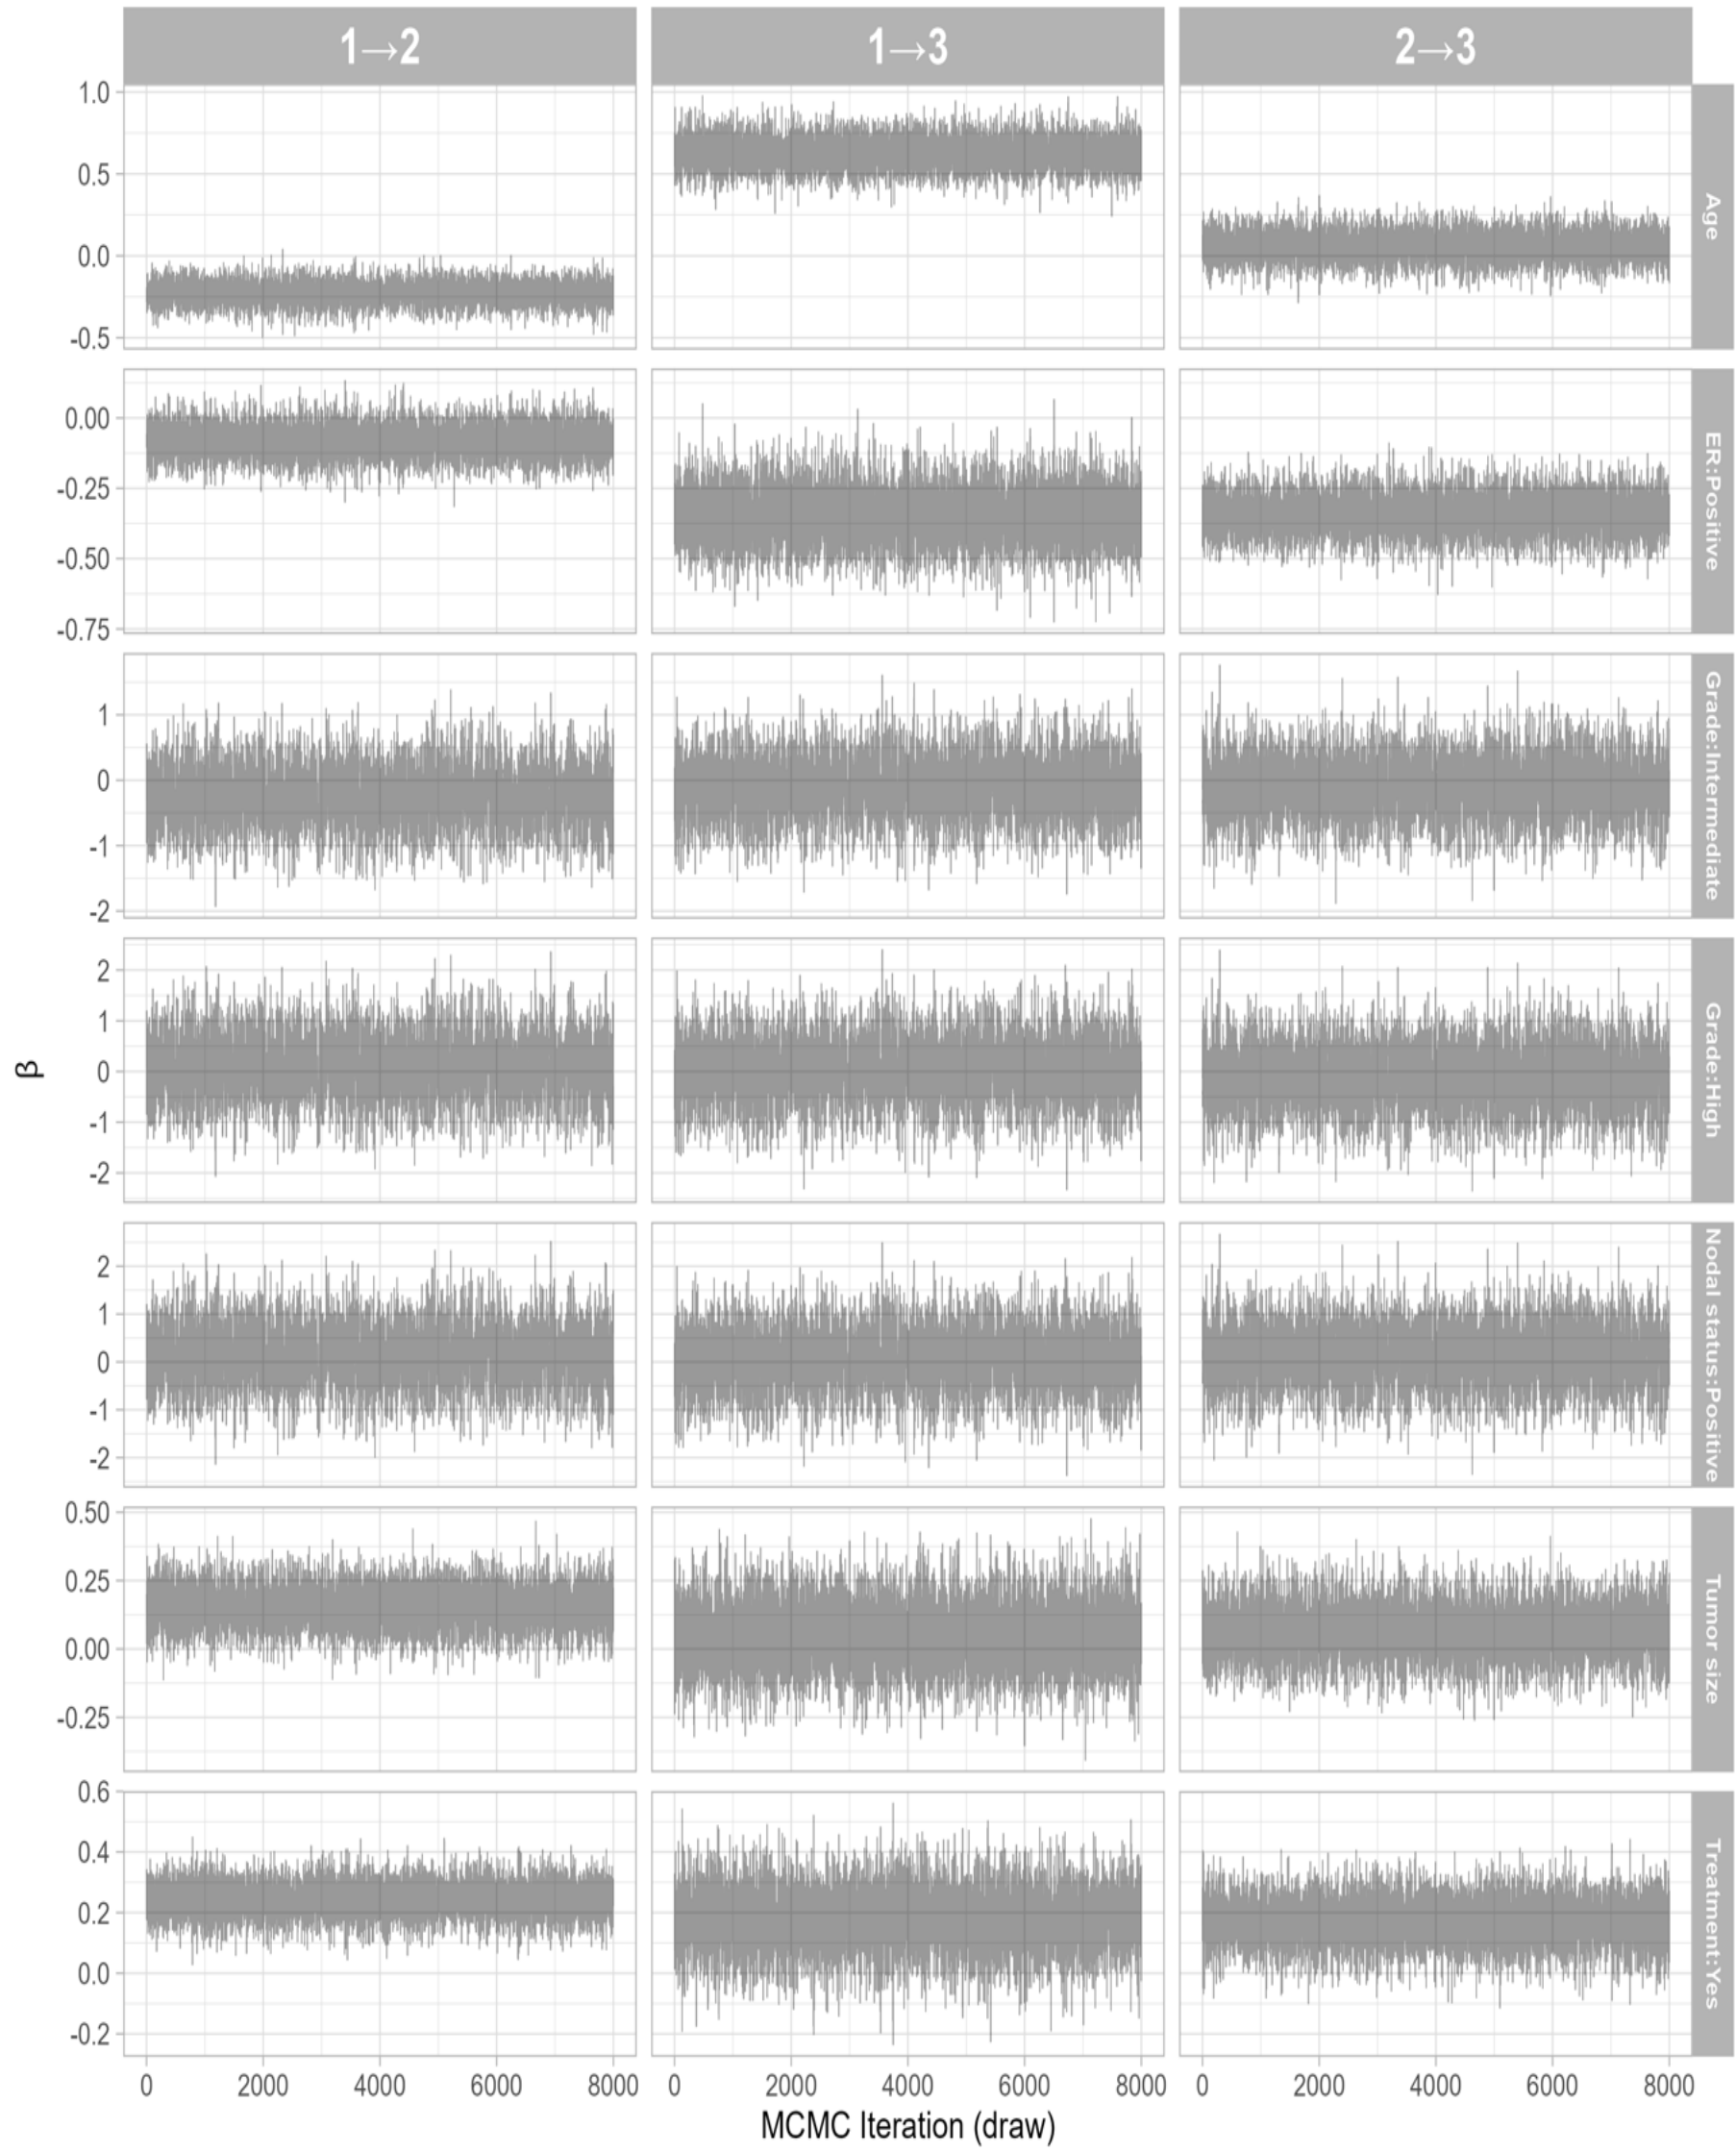 1→2 1→3 2→3
1.0
0.5
0.0
-0.5
Age
0.00
-0.25
-0.50
-0.75
ER:Positive
1
0
-1
-2
Grade:Intermediate
2
1
0
-1
-2
Grade:High
β
2
1
0
-1
-2
Nodal status:Positive
0.50
0.25
0.00
-0.25
Tumor size
0.6
0.4
0.2
0.0
-0.2
Treatment:Yes
0 2000 4000 6000 8000 0 2000 4000 6000 8000 0 2000 4000 6000 8000
MCMC Iteration (draw)